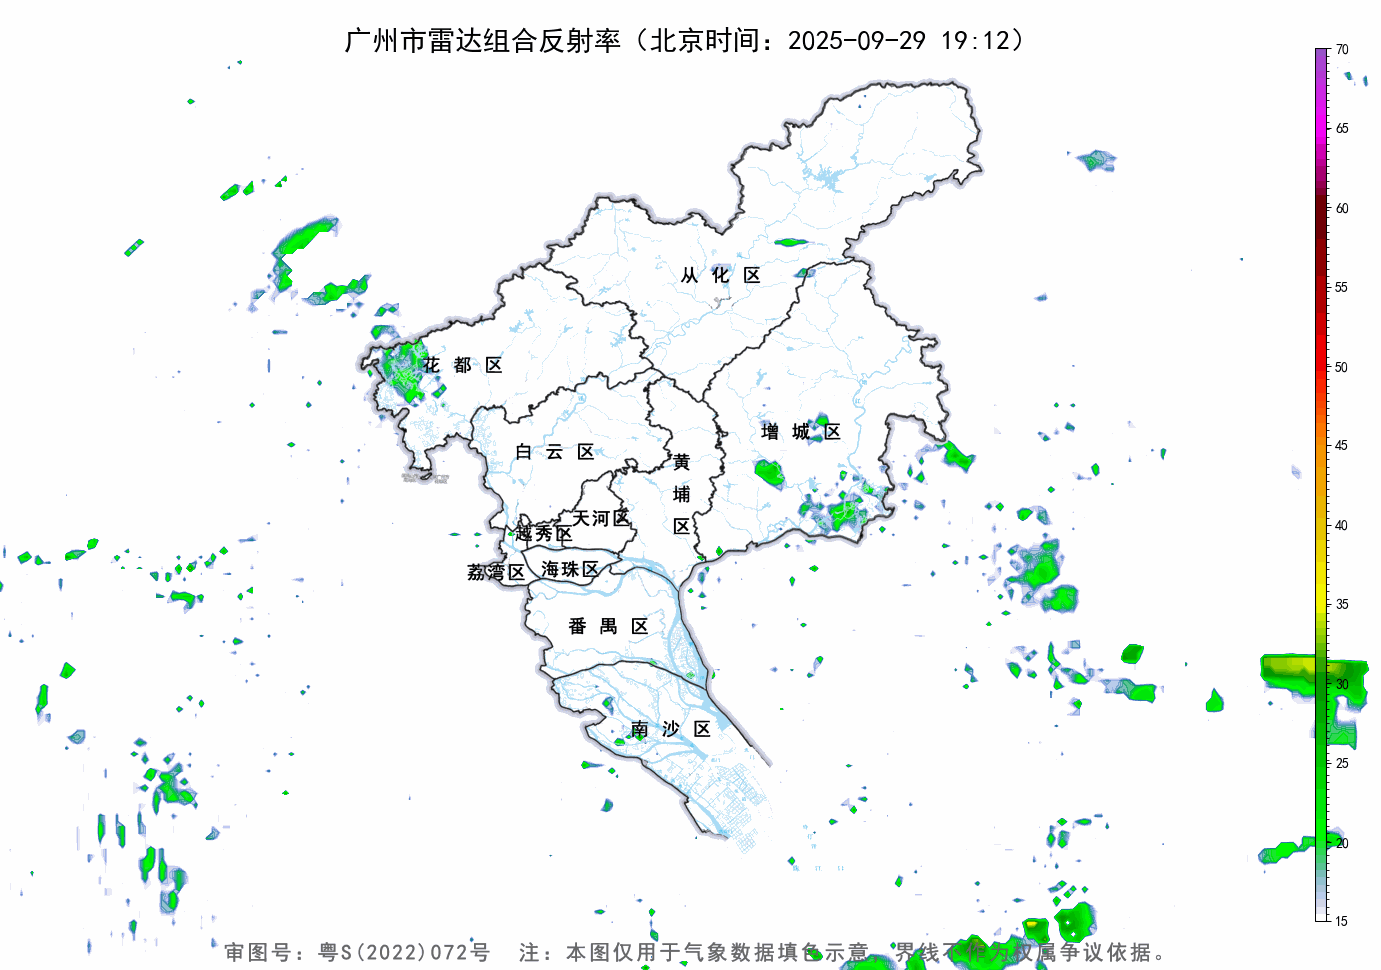 广州市雷达组合反射率（北京时间：2025-09-29 19:12）
70
65
60
55
50
45
40
35
30
25
20
15
从化区
花都区
增城区
白云区
黄埔区
天河区
越秀区
荔湾区
海珠区
番禺区
南沙区
审图号：粤S(2022)072号 注：本图仅用于气象数据填色示意，界线不作为权属争议依据。